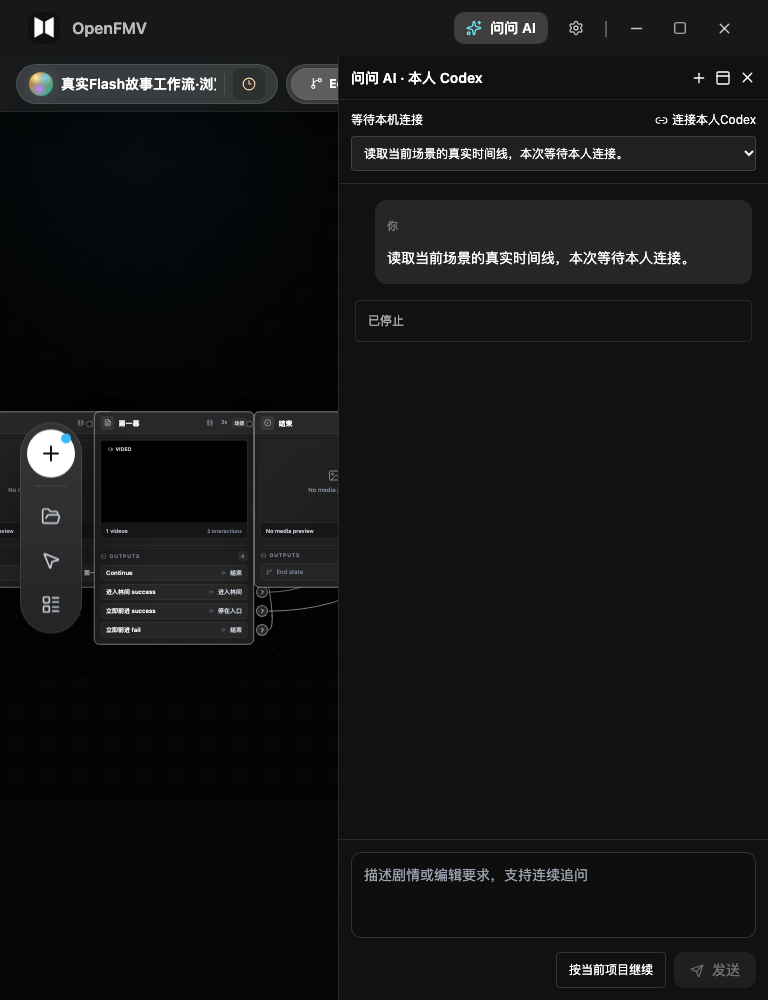 OpenFMV
问问 AI
真实Flash故事工作流·浏
问问 AI · 本人 Codex
等待本机连接
连接本人Codex
读取当前场景的真实时间线，本次等待本人连接。
你
读取当前场景的真实时间线，本次等待本人连接。
已停止
第一幕
3s
场景
结束
VIDEO
No media
1 videos
2 interactions
No media preview
OUTPUTS
4
OUTPUTS
Continue
结束
End state
进入林间 success
进入林间
立即前进 success
停在入口
立即前进 fail
结束
描述剧情或编辑要求，支持连续追问
按当前项目继续
发送